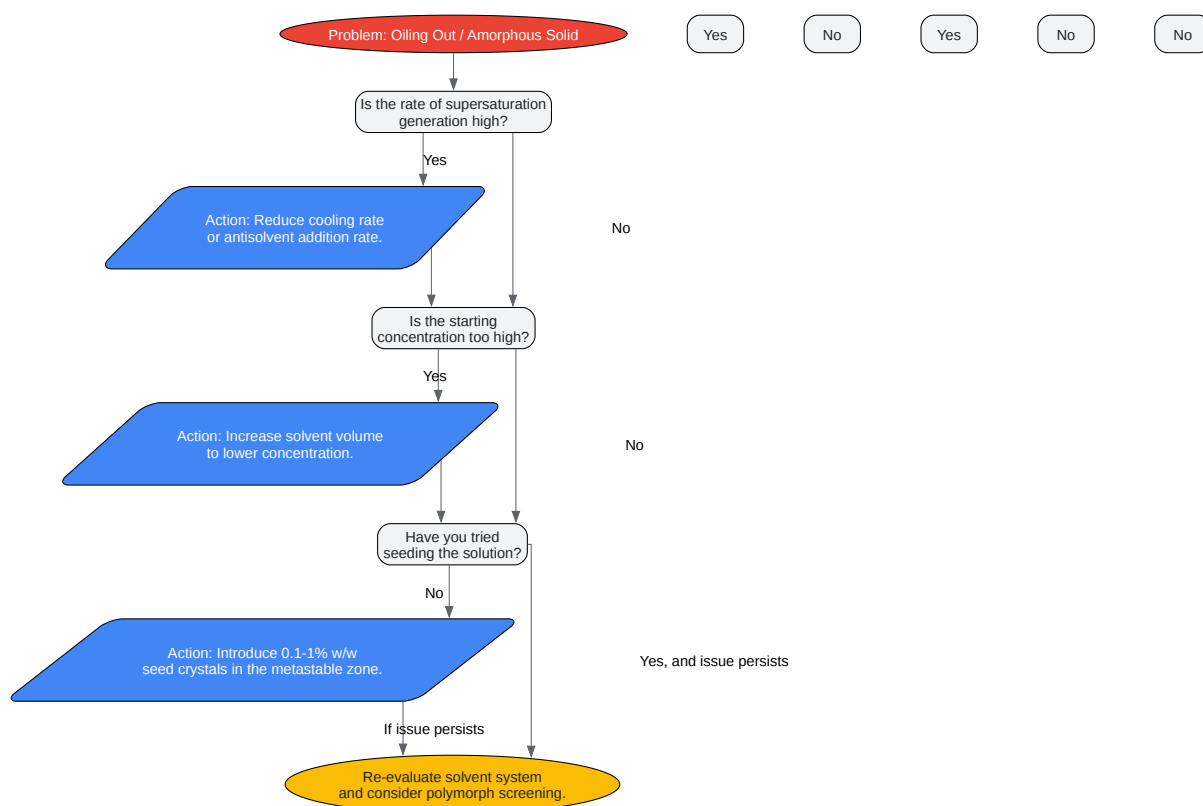 Problem: Oiling Out / Amorphous Solid
Yes
No
Yes
No
No
Is the rate of supersaturation
generation high?
Yes
Action: Reduce cooling rate
or antisolvent addition rate.
No
Is the starting
concentration too high?
Yes
Action: Increase solvent volume
to lower concentration.
No
Have you tried
seeding the solution?
No
Action: Introduce 0.1-1% w/w
seed crystals in the metastable zone.
Yes, and issue persists
If issue persists
Re-evaluate solvent system
and consider polymorph screening.